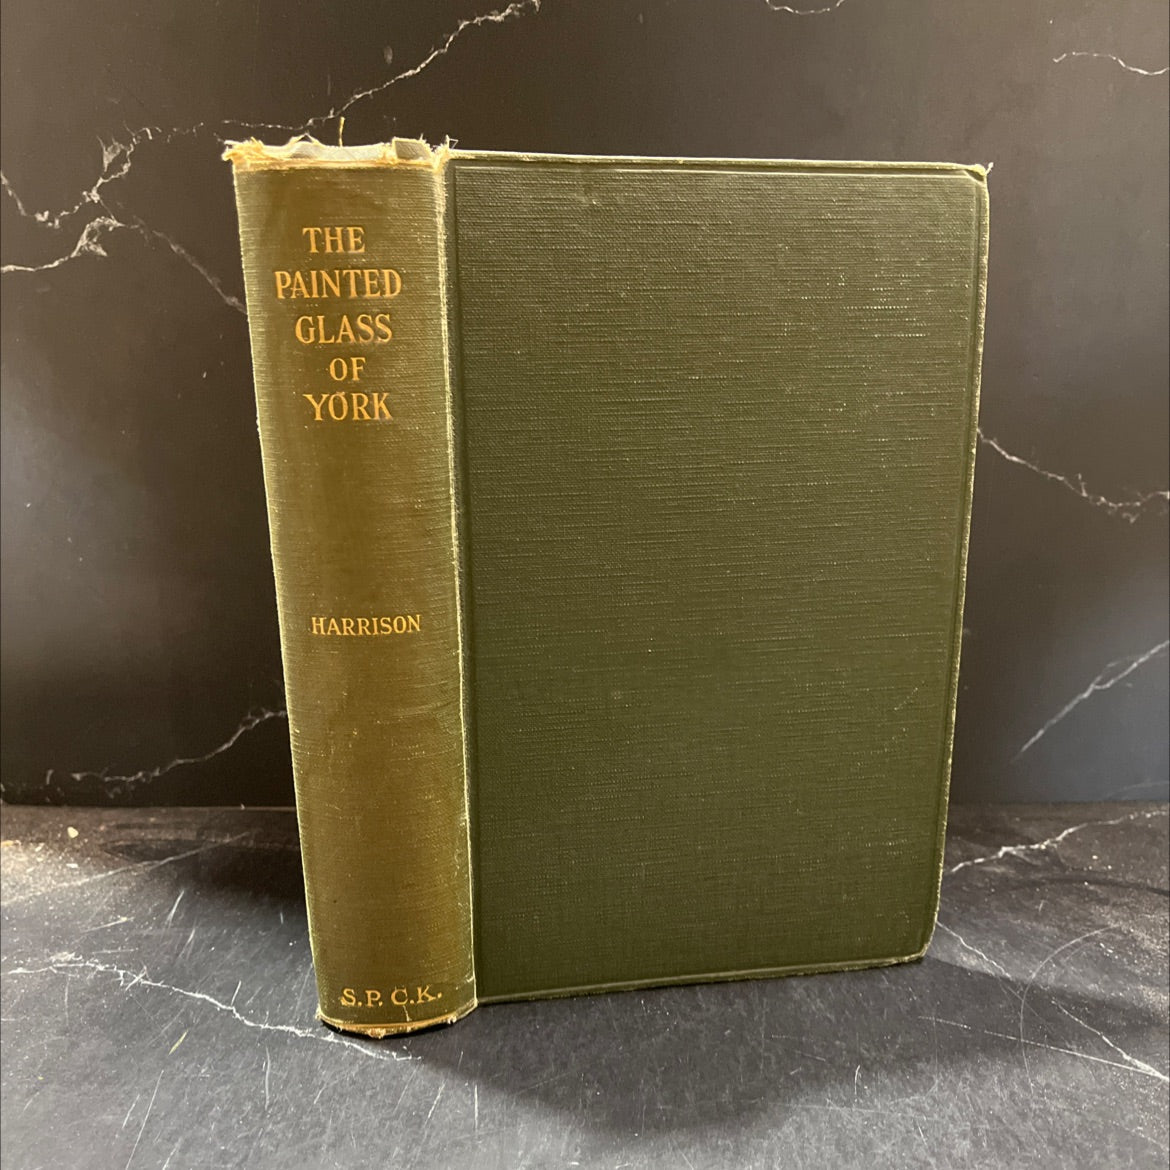 THE
PAINTED
GLASS
OF
YORK
HARRISON
S.P.C.K.